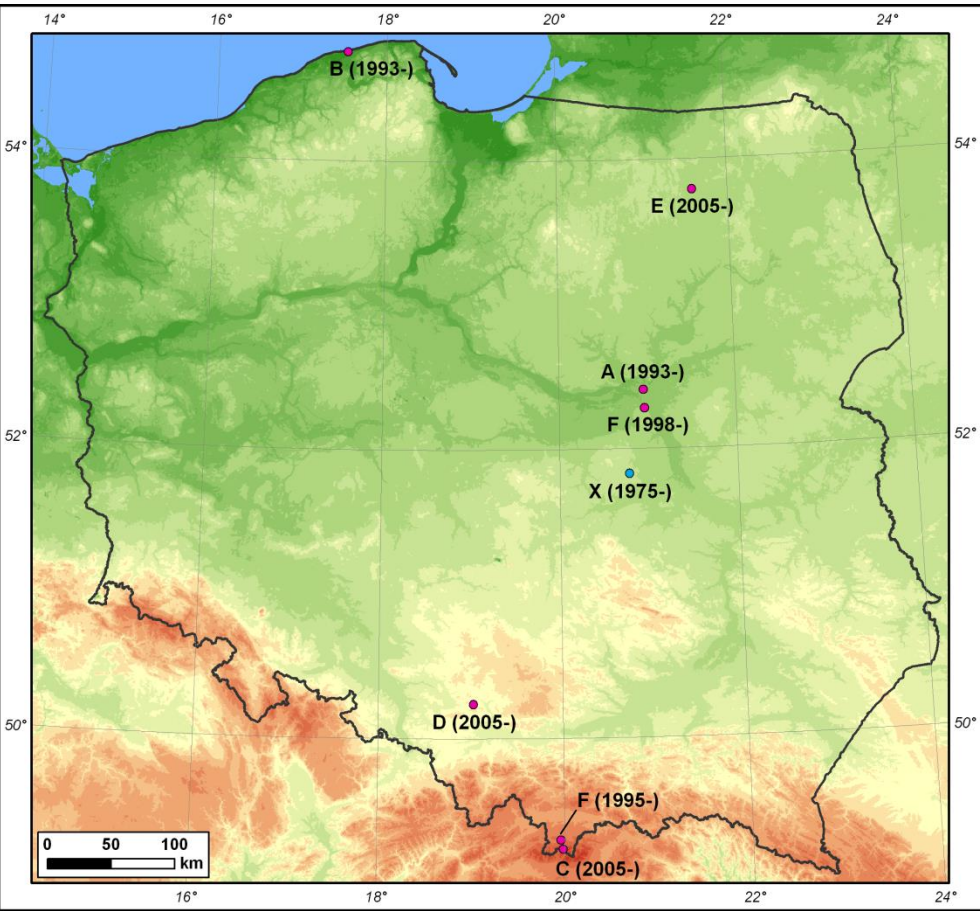 14° 16° 18° 20° 22° 24°
B (1993-)
54° 54°
E (2005-)
A (1993-)
F (1998-)
52° 52°
X (1975-)
50° 50°
D (2005-)
F (1995-)
0 50 100
km
C (2005-)
16° 18° 20° 22° 24°